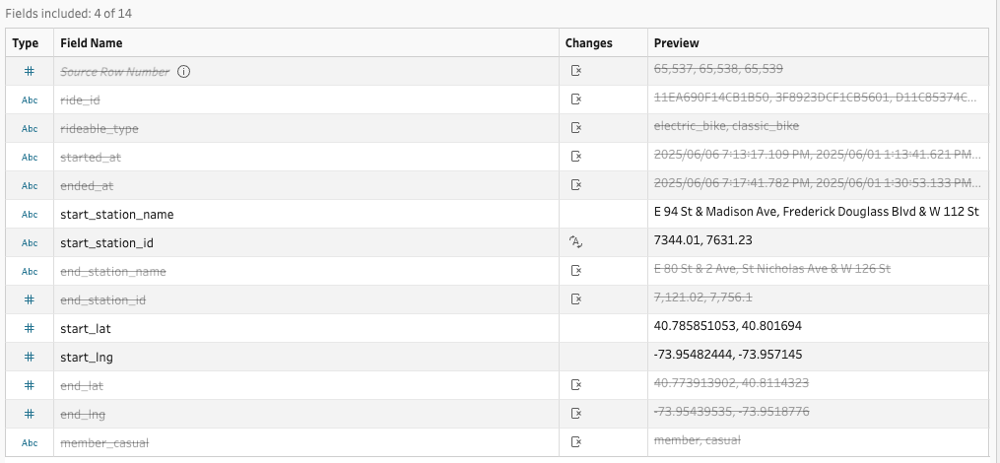 Fields included: 4 of 14
Type Field Name Changes Preview
# Source Row Number 65,537, 65,538, 65,539
Abc ride_id 11EA690F14CB1B50, 3F8923DCF1CB5601, D11C85374C...
Abc rideable_type electric_bike, classic_bike
Abc started_at 2025/06/06 7:13:17.109 PM, 2025/06/01 1:13:41.621 PM...
Abc ended_at 2025/06/06 7:17:41.782 PM, 2025/06/01 1:30:53.133 PM...
Abc start_station_name E 94 St & Madison Ave, Frederick Douglass Blvd & W 112 St
Abc start_station_id 7344.01, 7631.23
Abc end_station_name E 80 St & 2 Ave, St Nicholas Ave & W 126 St
# end_station_id 7,121.02, 7,756.1
# start_lat 40.785851053, 40.801694
# start_lng -73.95482444, -73.957145
# end_lat 40.773913902, 40.8114323
# end_lng -73.95439535, -73.9518776
Abc member_casual member, casual